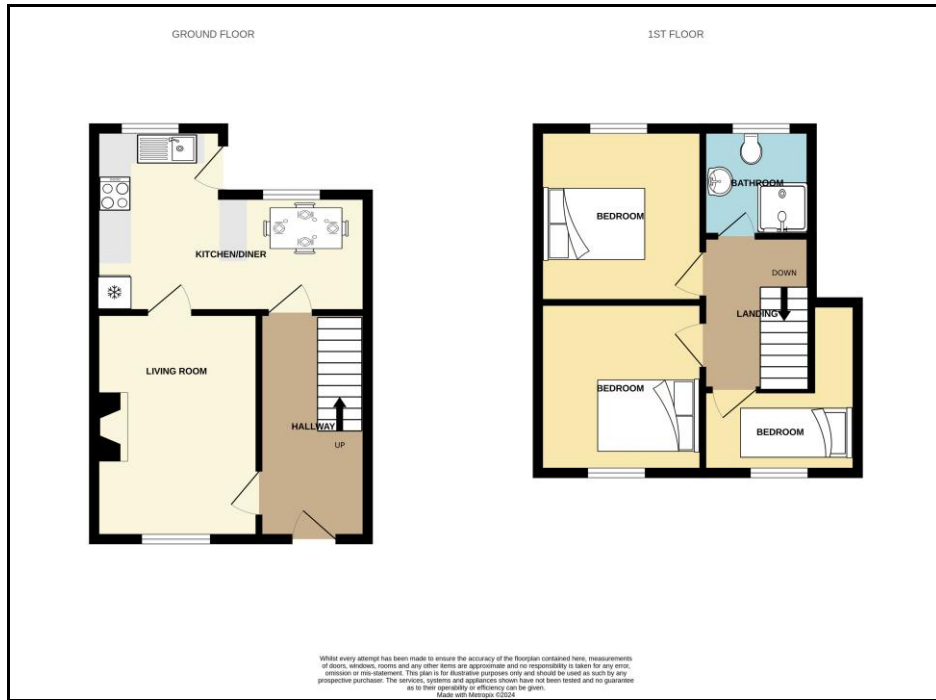 GROUND FLOOR
1ST FLOOR
KITCHEN/DINER
LIVING ROOM
HALLWAY
UP
BEDROOM
BATHROOM
DOWN
LANDING
BEDROOM
BEDROOM
Whilst every attempt has been made to ensure the accuracy of the floorplan contained here, measurements
of doors, windows, rooms and any other items are approximate and no responsibility is taken for any error,
omission or mis-statement. This plan is for illustrative purposes only and should be used as such by any
prospective purchaser. The services, systems and appliances shown have not been tested and no guarantee
as to their operability or efficiency can be given.
Made with Metropix ©2024